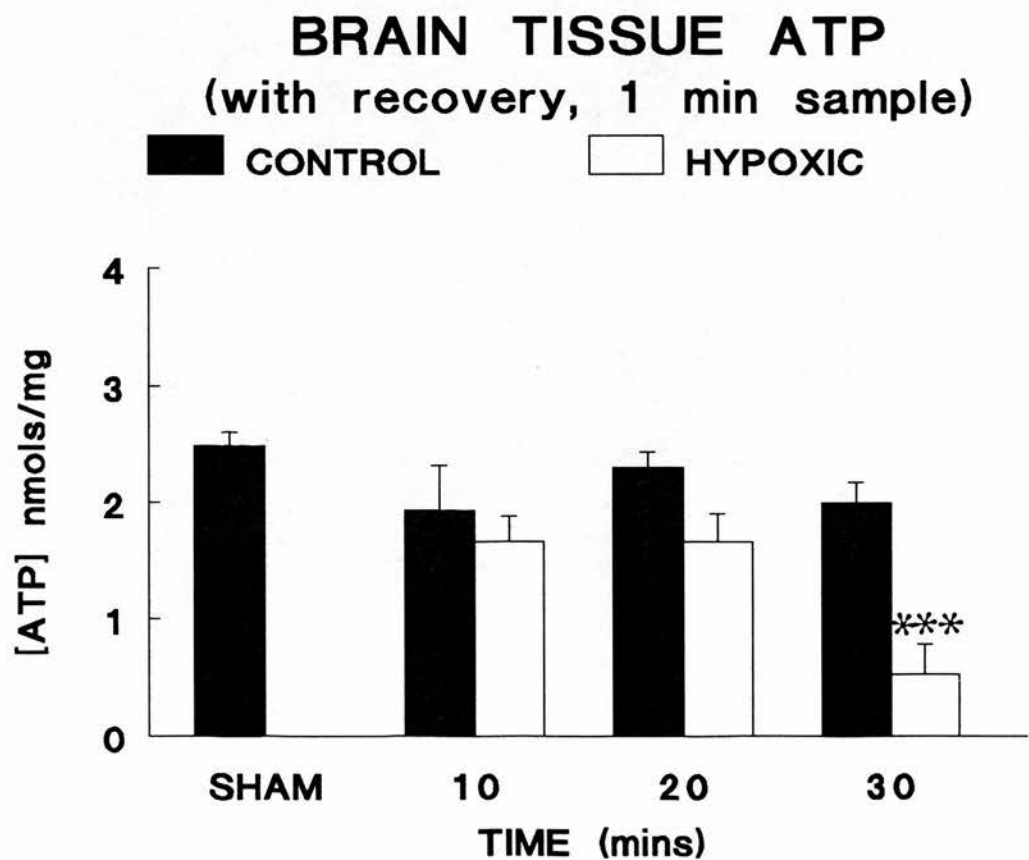 BRAIN TISSUE ATP
(with recovery, 1 min sample)
CONTROL HYPOXIC
4
3
2
1
0
[ATP] nmols/mg
***
SHAM 10 20 30
TIME (mins)